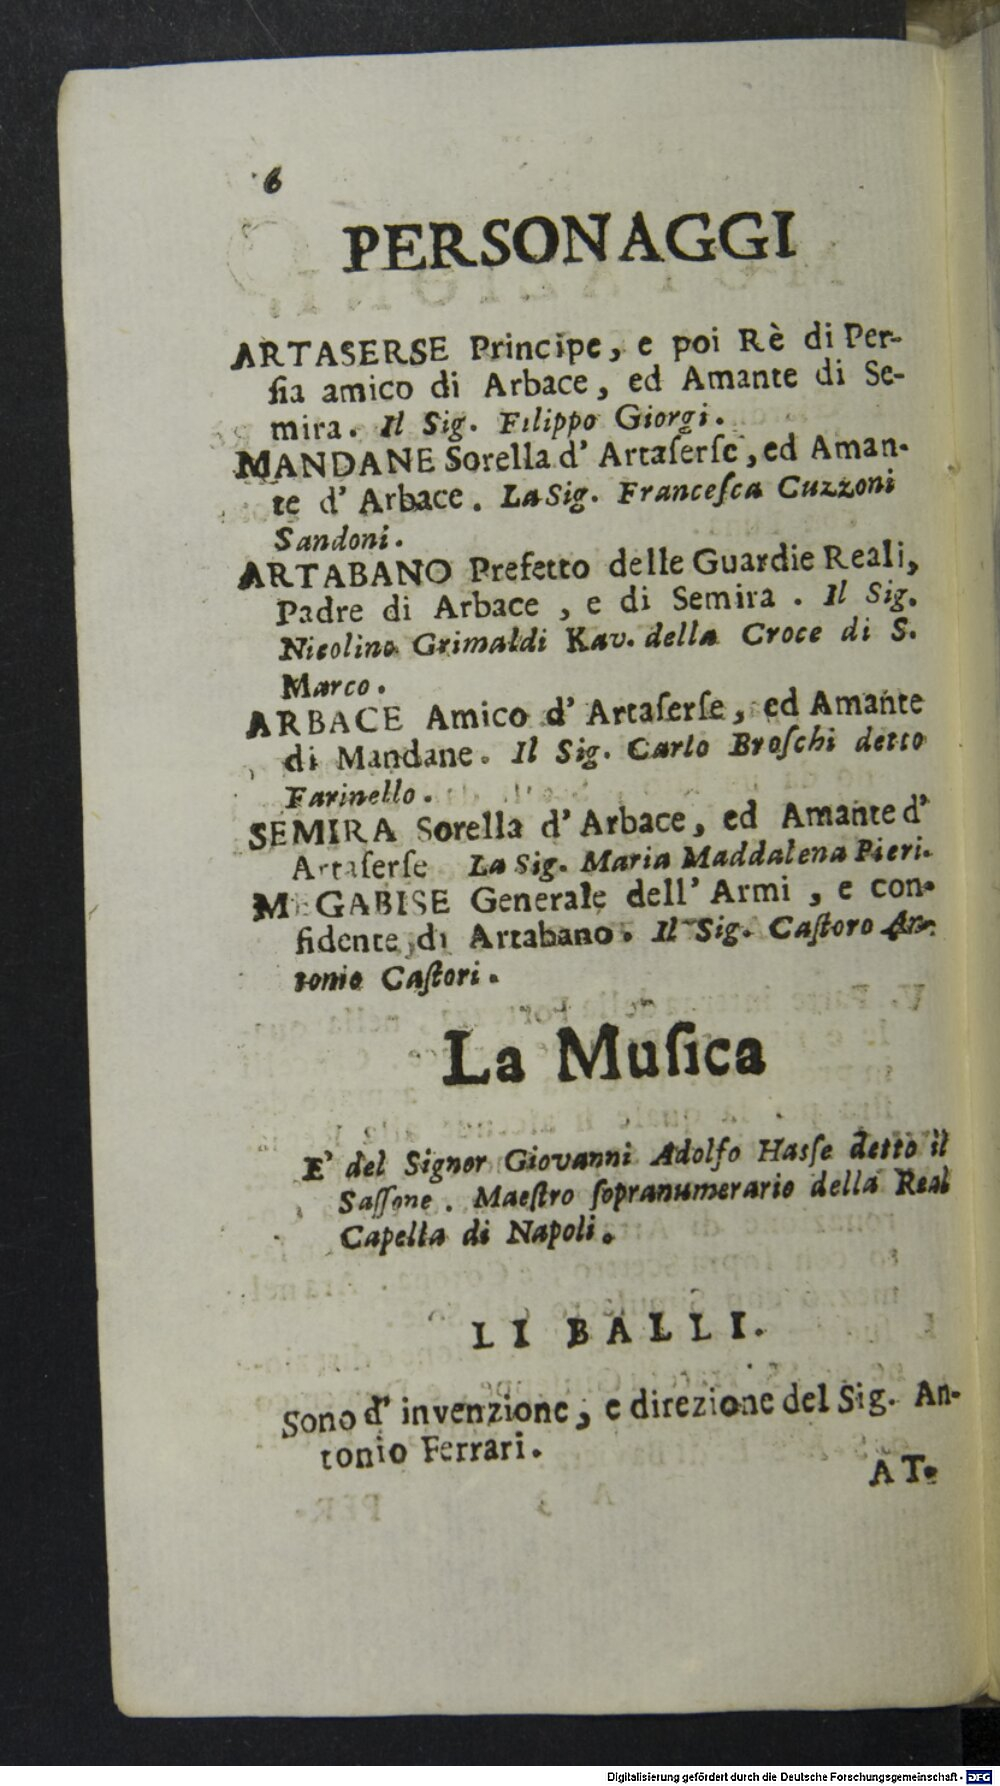 6
PERSONAGGI
ARTASERSE Principe, e poi Rè di Per-
ſia amico di Arbace, ed Amante di Se-
mira. Il Sig. Filippo Giorgi.
MANDANE Sorella d' Artaſerſe, ed Aman-
te d' Arbace. La Sig. Franceſca Cuzzoni
Sandoni.
ARTABANO Prefetto delle Guardie Reali,
Padre di Arbace, e di Semira. Il Sig.
Nicolino Grimaldi Kav. della Croce di S.
Marco.
ARBACE Amico d' Artaſerſe, ed Amante
di Mandane. Il Sig. Carlo Broſchi detto
Farinello.
SEMIRA Sorella d' Arbace, ed Amante d'
Artaſerſe La Sig. Maria Maddalena Pieri.
MEGABISE Generale dell' Armi, e con-
fidente di Artabano. Il Sig. Caſtoro An-
tonio Caſtori.
La Muſica
E' del Signor Giovanni Adolfo Hasſe detto il
Saſſone. Maeſtro ſopranumerario della Real
Capella di Napoli.
LI BALLI.
Sono d' invenzione, e direzione del Sig. An-
tonio Ferrari.
AT-
Digitalisierung gefördert durch die Deutsche Forschungsgemeinschaft - DFG